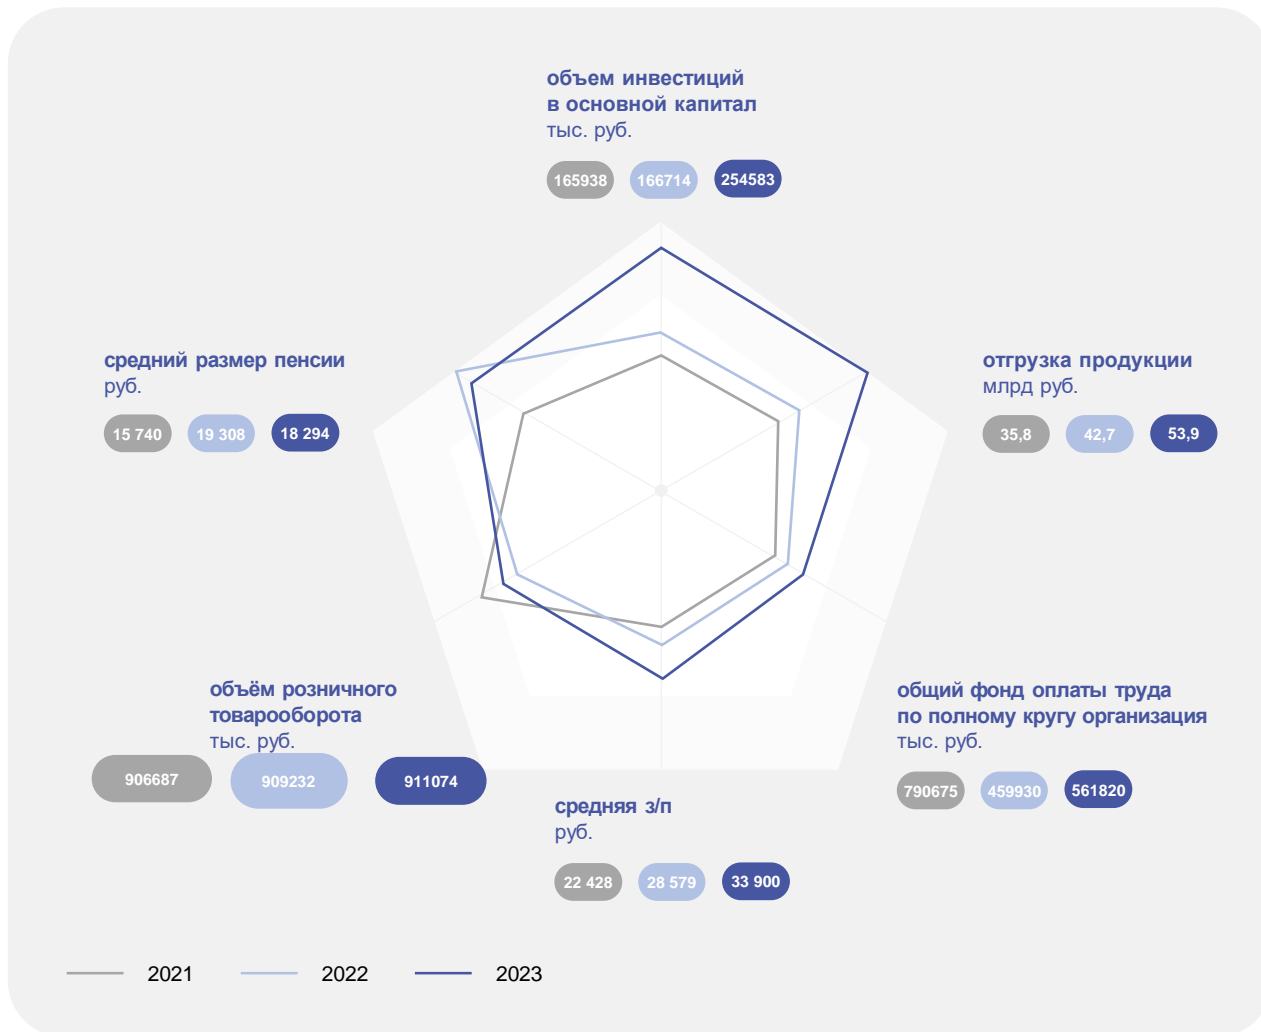 объем инвестиций
в основной капитал
тыс. руб.
165938 166714 254583
средний размер пенсии
руб.
15 740 19 308 18 294
отгрузка продукции
млрд руб.
35,8 42,7 53,9
объём розничного
товарооборота
тыс. руб.
906687 909232 911074
общий фонд оплаты труда
по полному кругу организация
тыс. руб.
790675 459930 561820
средняя з/п
руб.
22 428 28 579 33 900
2021 2022 2023